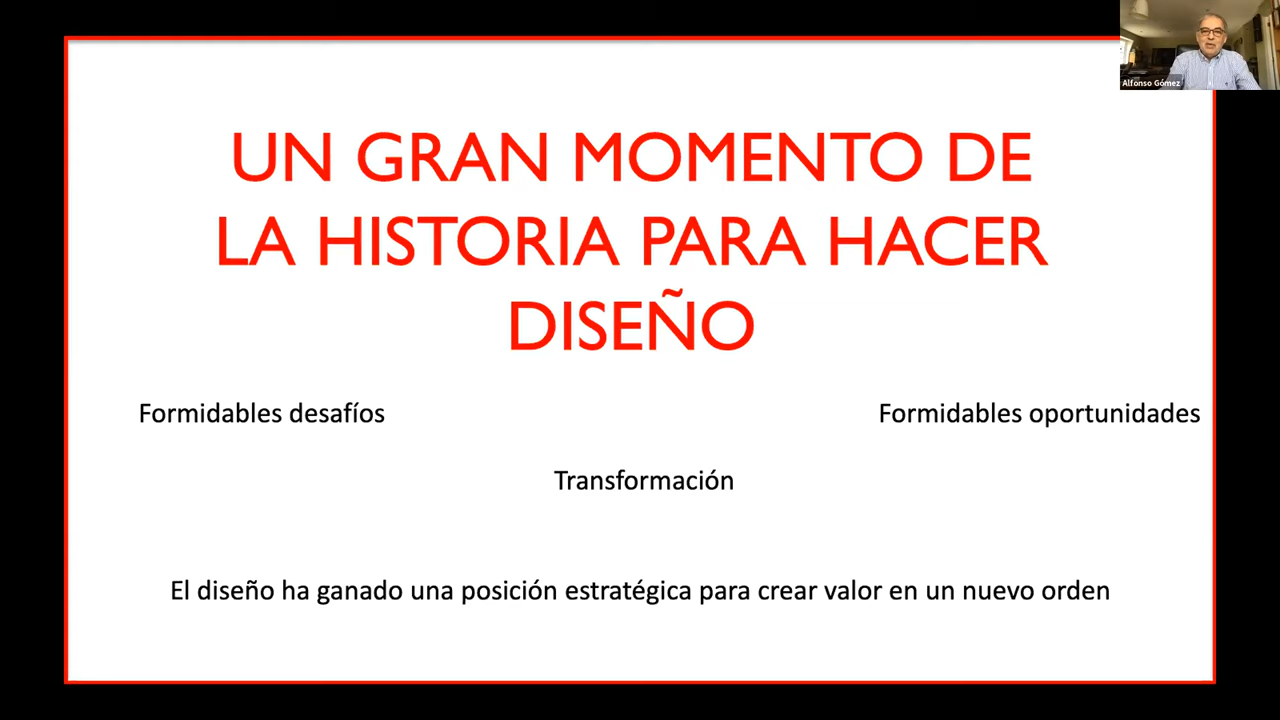 Alfonso Gómez
UN GRAN MOMENTO DE
LA HISTORIA PARA HACER
DISEÑO
Formidables desafíos
Formidables oportunidades
Transformación
El diseño ha ganado una posición estratégica para crear valor en un nuevo orden